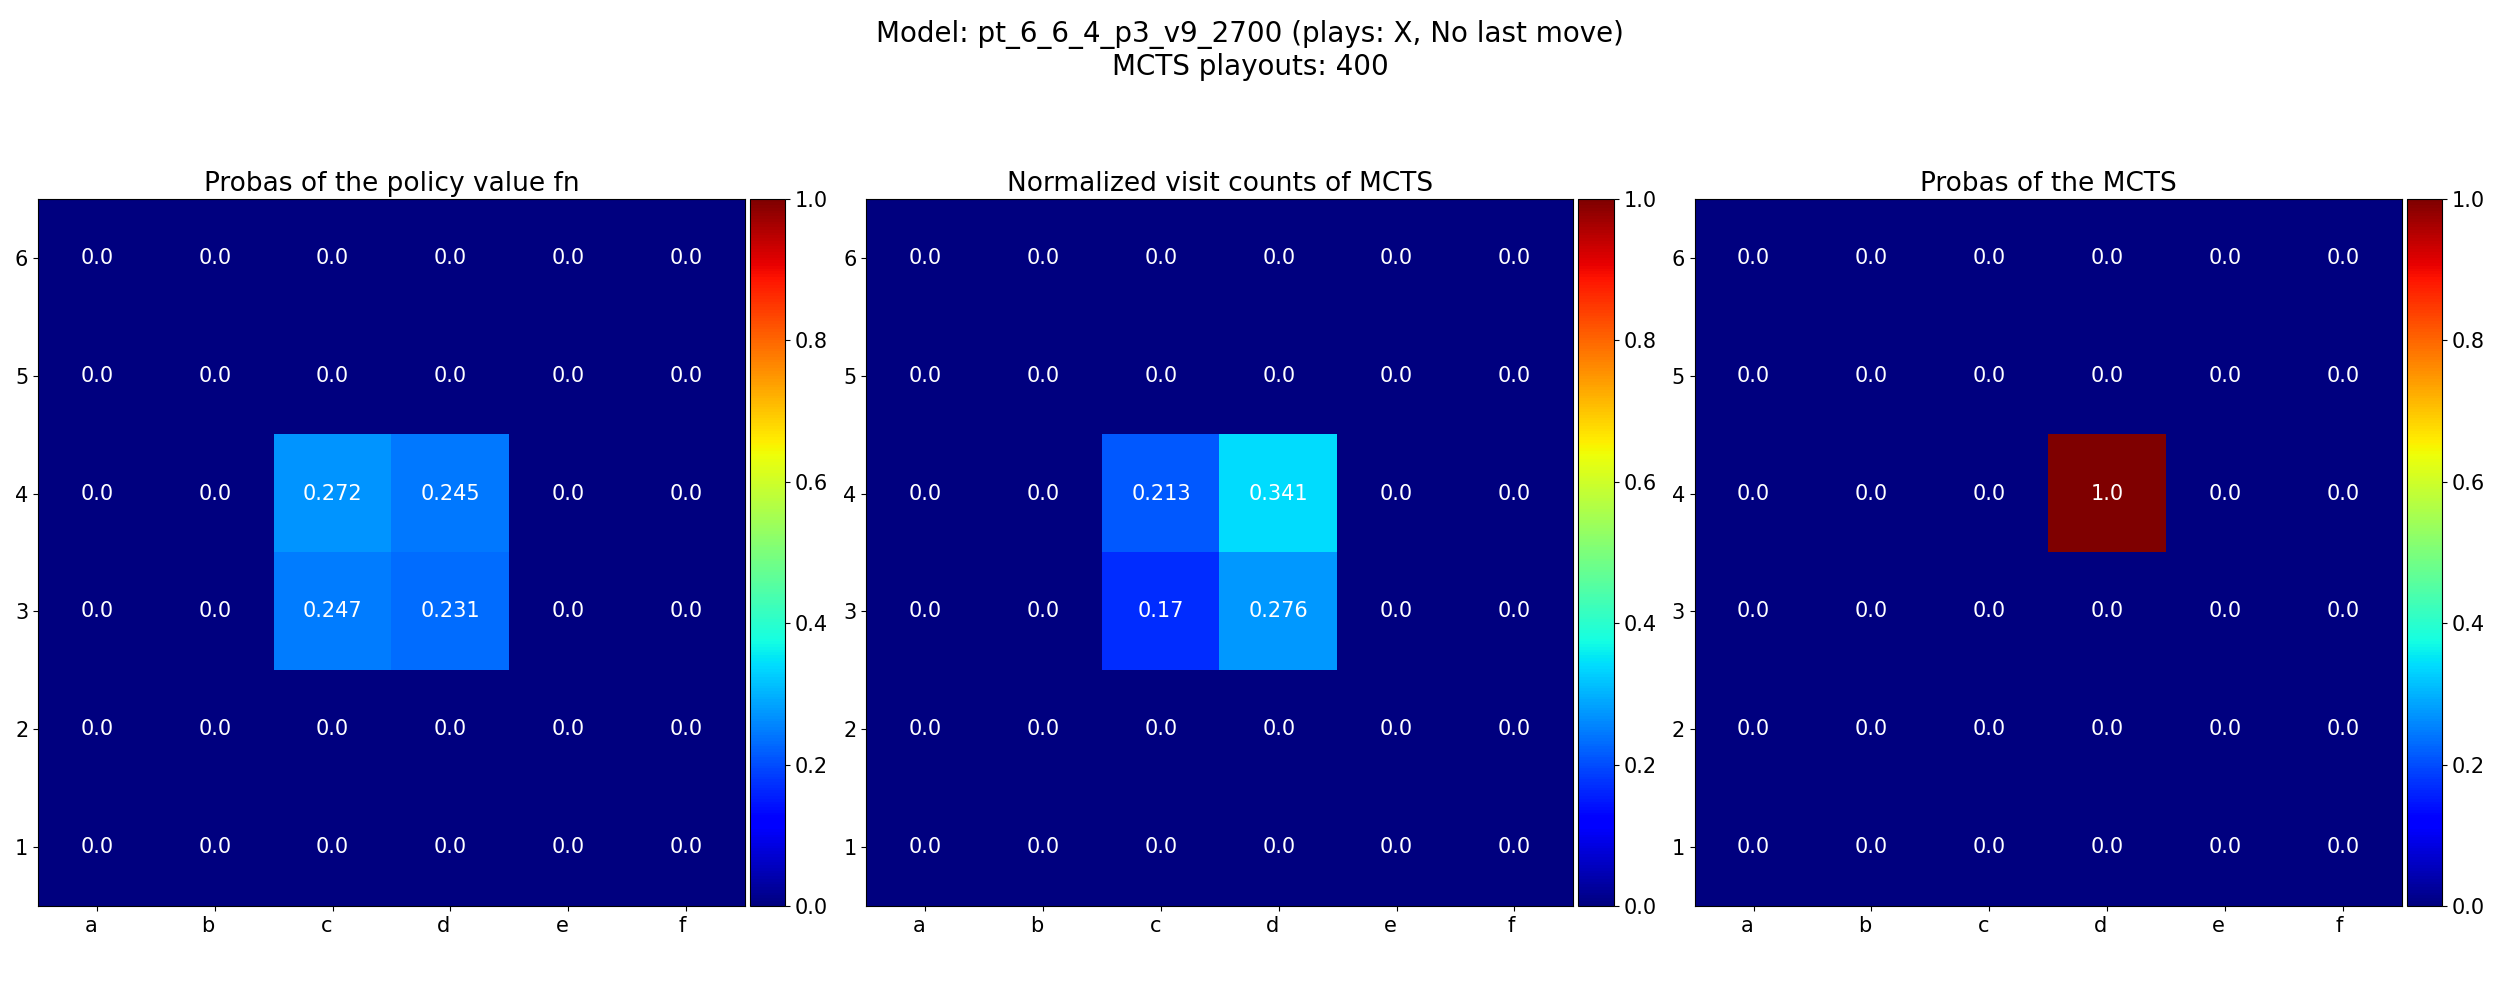 Model: pt_6_6_4_p3_v9_2700 (plays: X, No last move)
MCTS playouts: 400
Probas of the policy value fn
1.0
6 0.0 0.0 0.0 0.0 0.0 0.0
0.8
5 0.0 0.0 0.0 0.0 0.0 0.0
0.6
4 0.0 0.0 0.272 0.245 0.0 0.0
0.4
3 0.0 0.0 0.247 0.231 0.0 0.0
2 0.0 0.0 0.0 0.0 0.0 0.0
0.2
1 0.0 0.0 0.0 0.0 0.0 0.0
0.0
a b c d e f
Normalized visit counts of MCTS
1.0
6 0.0 0.0 0.0 0.0 0.0 0.0
0.8
5 0.0 0.0 0.0 0.0 0.0 0.0
0.6
4 0.0 0.0 0.213 0.341 0.0 0.0
0.4
3 0.0 0.0 0.17 0.276 0.0 0.0
2 0.0 0.0 0.0 0.0 0.0 0.0
0.2
1 0.0 0.0 0.0 0.0 0.0 0.0
0.0
a b c d e f
Probas of the MCTS
1.0
6 0.0 0.0 0.0 0.0 0.0 0.0
0.8
5 0.0 0.0 0.0 0.0 0.0 0.0
0.6
4 0.0 0.0 0.0 1.0 0.0 0.0
0.4
3 0.0 0.0 0.0 0.0 0.0 0.0
2 0.0 0.0 0.0 0.0 0.0 0.0
0.2
1 0.0 0.0 0.0 0.0 0.0 0.0
0.0
a b c d e f